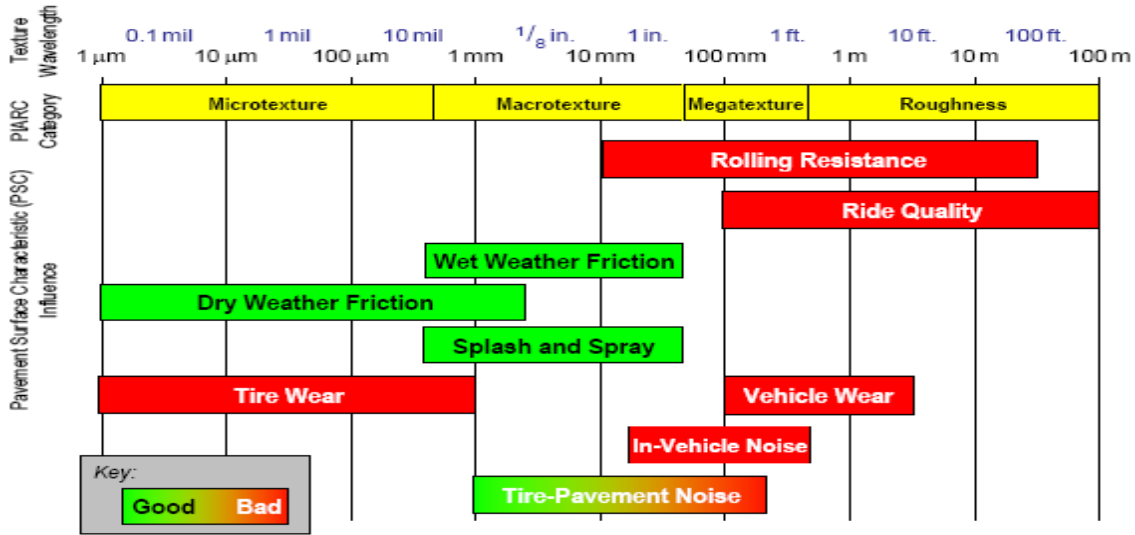 Texture
Wavelength
0.1 mil 1 mil 10 mil 1/8 in. 1 in. 1 ft. 10 ft. 100 ft.
1 μm 10 μm 100 μm 1 mm 10 mm 100 mm 1 m 10 m 100 m
PIARC
Category
Microtexture Macrotexture Megatexture Roughness
Pavement Surface Characteristic (PSC)
Influence
Rolling Resistance
Ride Quality
Wet Weather Friction
Dry Weather Friction
Splash and Spray
Tire Wear Vehicle Wear
In-Vehicle Noise
Tire-Pavement Noise
Key:
Good Bad